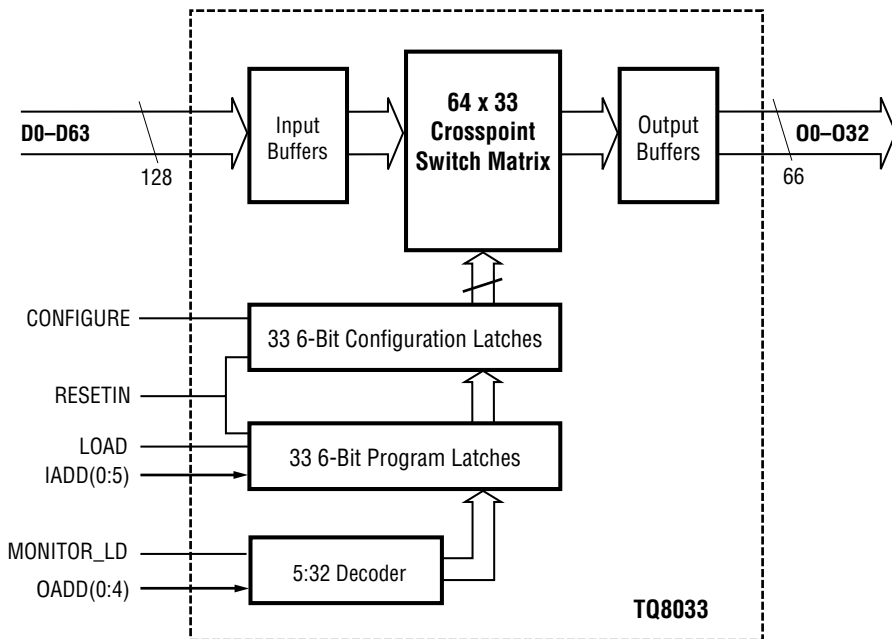 D0–D63
128
Input
Buffers
64 x 33
Crosspoint
Switch Matrix
Output
Buffers
O0–O32
66
CONFIGURE
33 6-Bit Configuration Latches
RESETIN
LOAD
33 6-Bit Program Latches
IADD(0:5)
MONITOR_LD
5:32 Decoder
OADD(0:4)
TQ8033